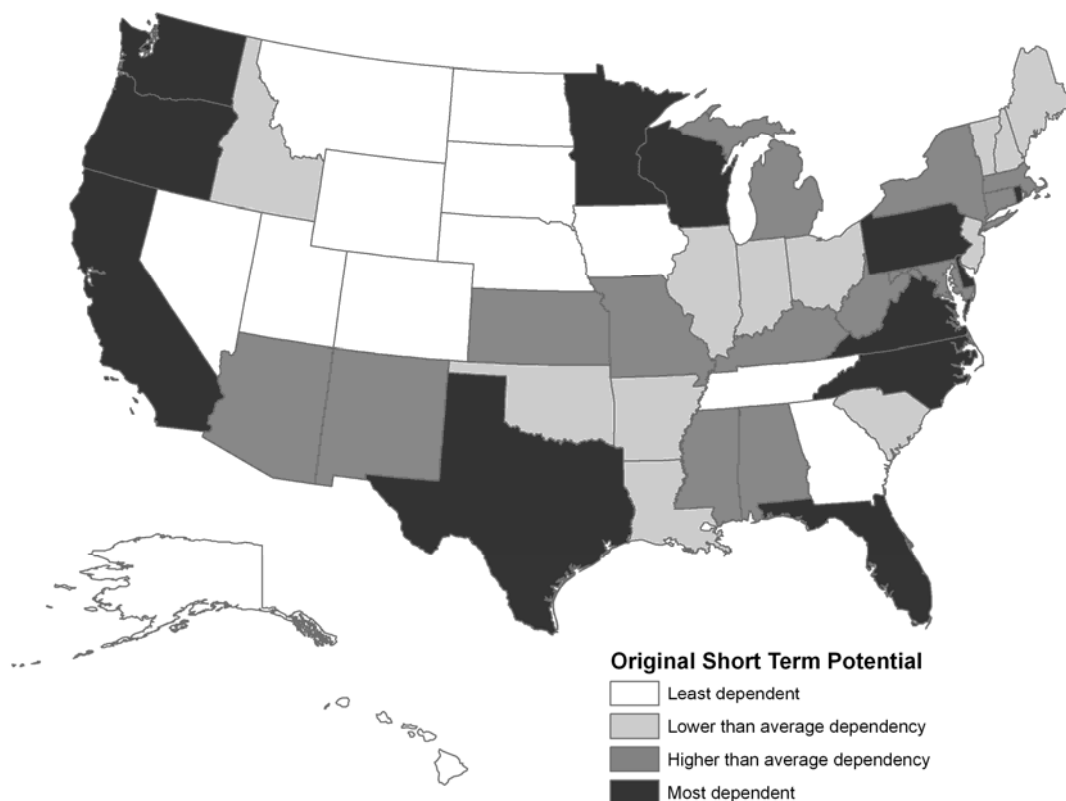 Original Short Term Potential
Least dependent
Lower than average dependency
Higher than average dependency
Most dependent